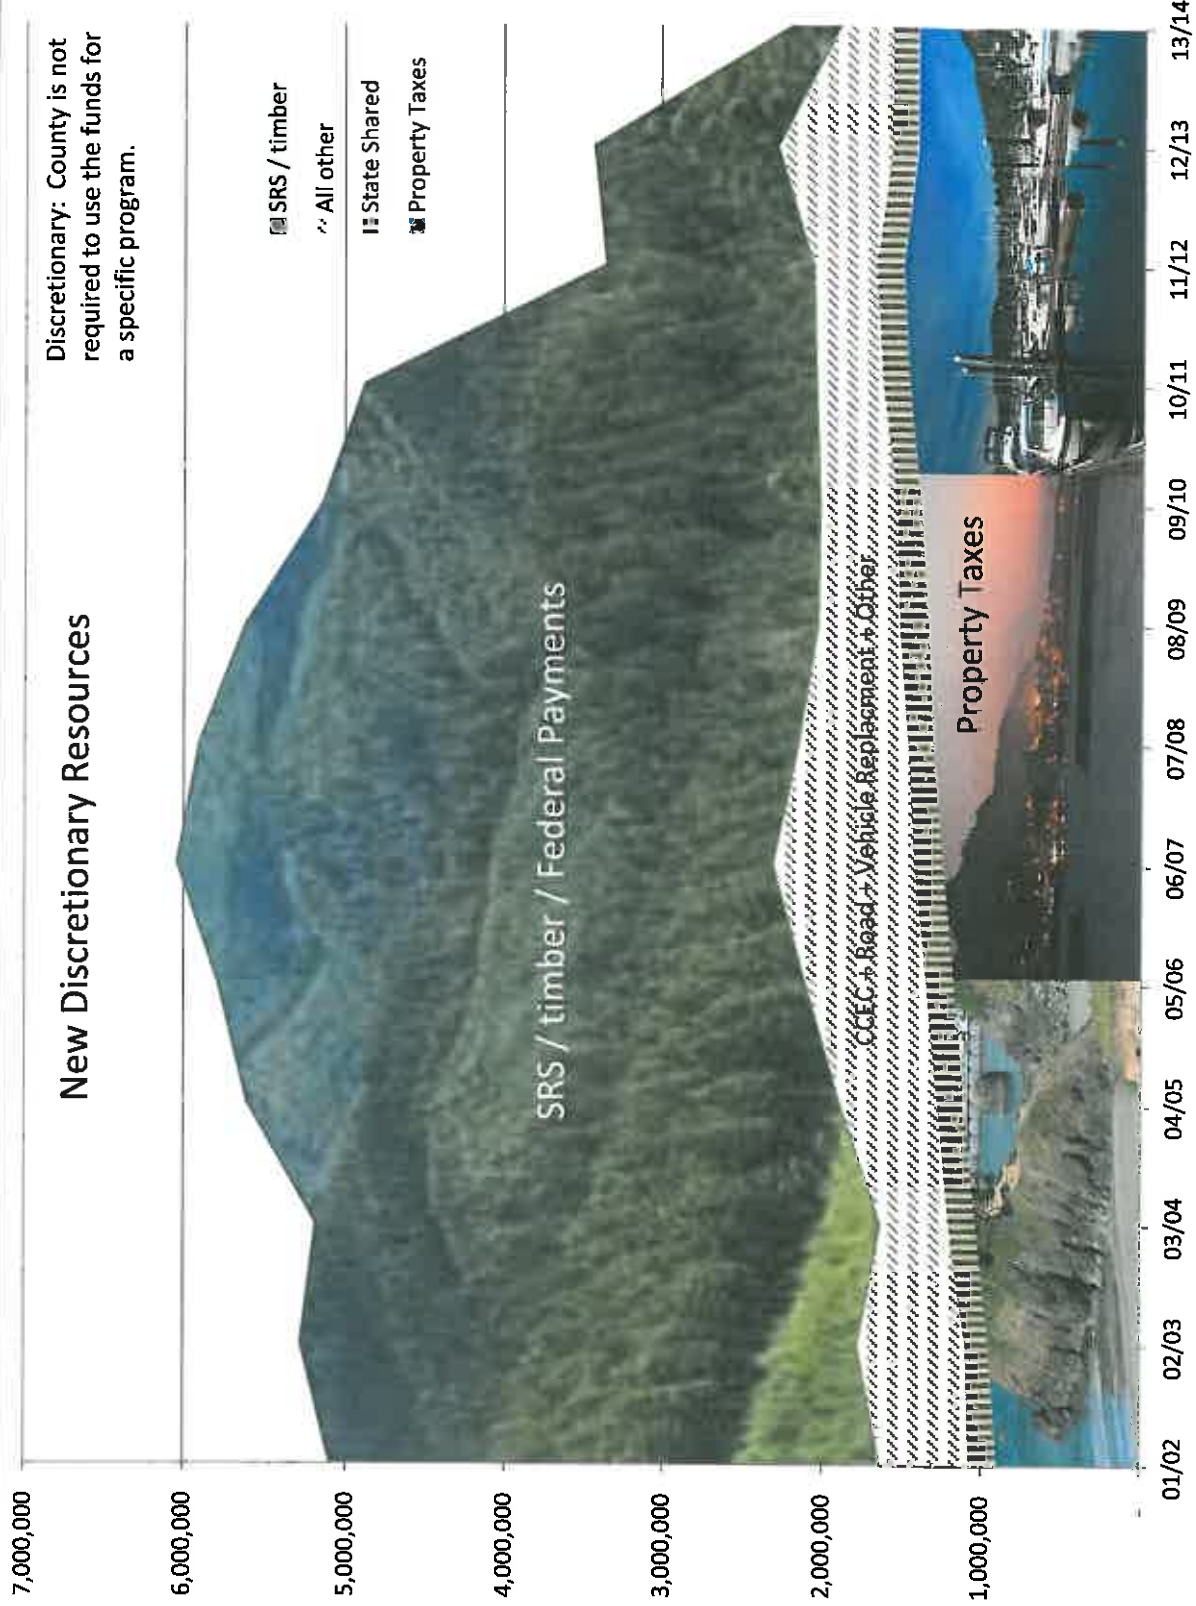 New Discretionary Resources
Discretionary: County is not
required to use the funds for
a specific program.
7,000,000
6,000,000
5,000,000
4,000,000
3,000,000
2,000,000
1,000,000
-
SRS / timber
All other
State Shared
Property Taxes
SRS / timber / Federal Payments
CCEC + Road + Vehicle Replacment + Other
Property Taxes
01/02 02/03 03/04 04/05 05/06 06/07 07/08 08/09 09/10 10/11 11/12 12/13 13/14